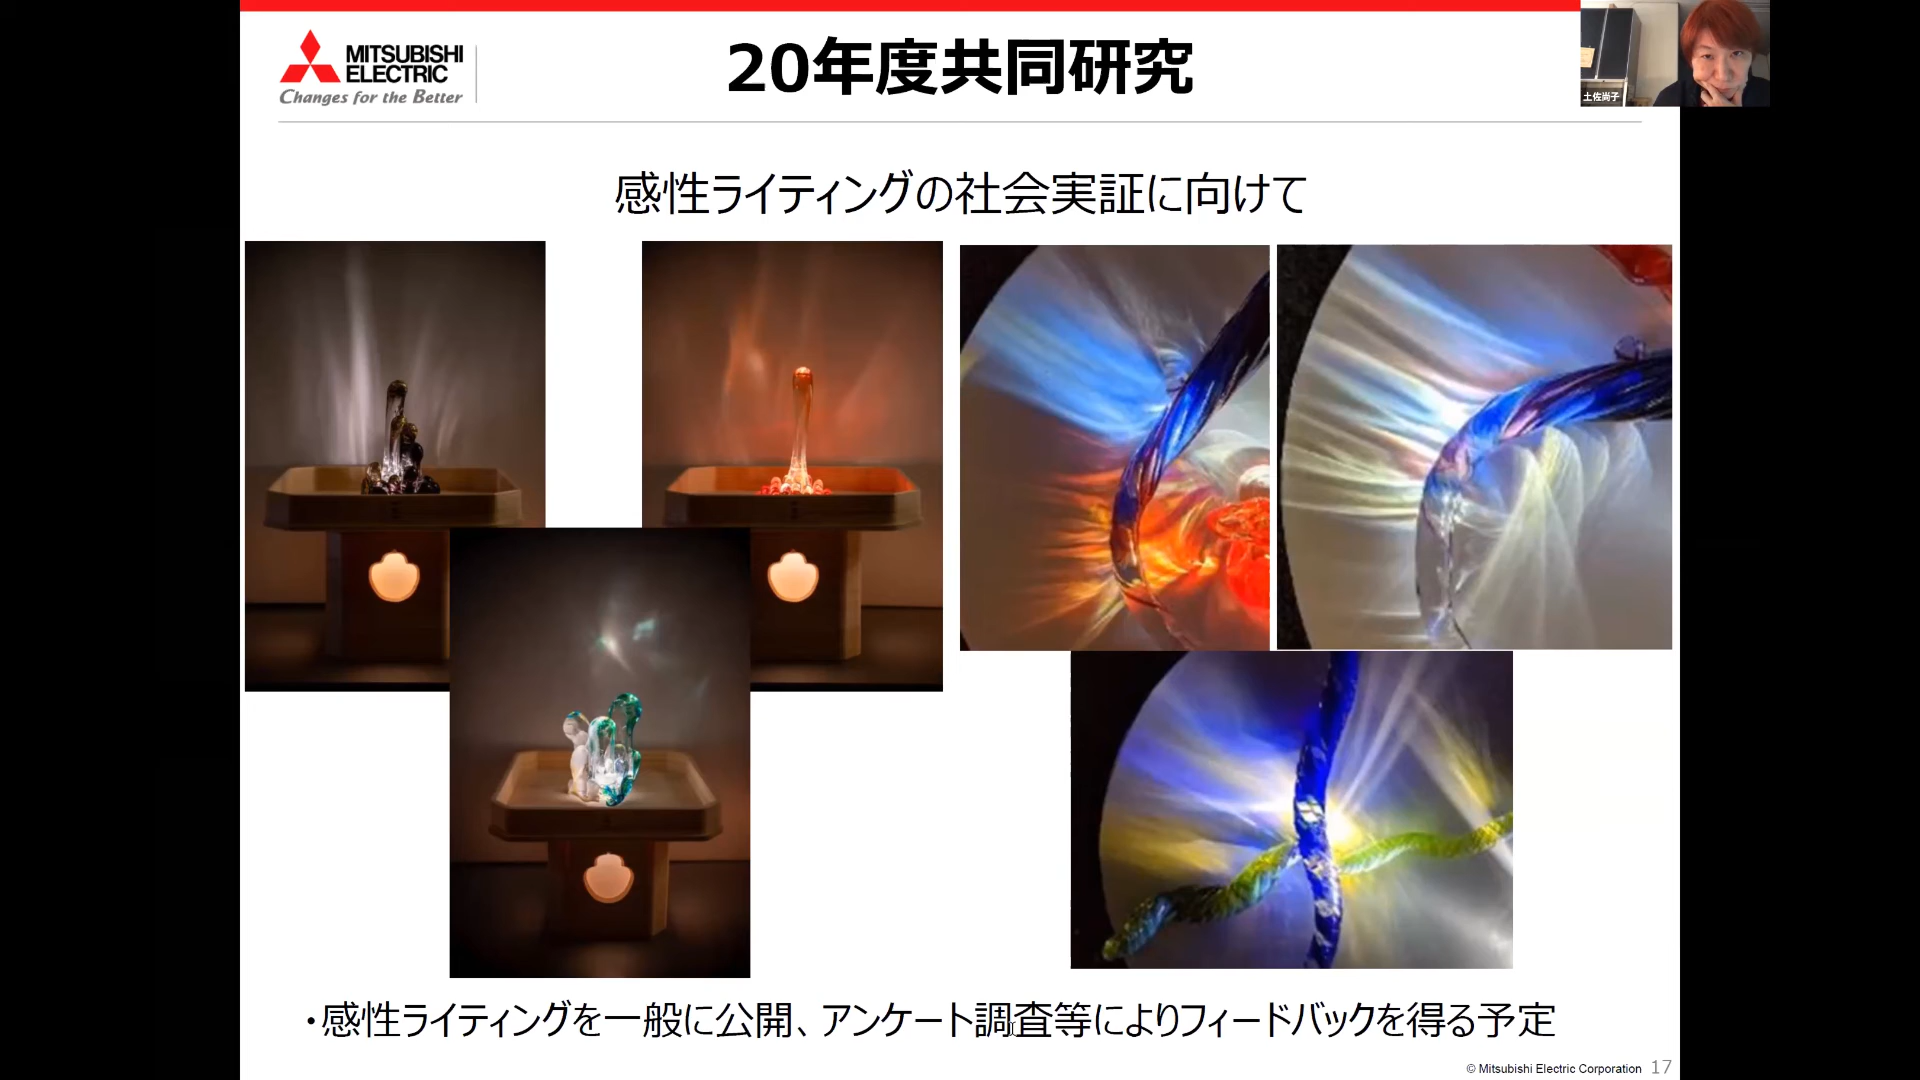 MITSUBISHI
ELECTRIC
Changes for the Better
20年度共同研究
土佐尚子
感性ライティングの社会実証に向けて
・感性ライティングを一般に公開、アンケート調査等によりフィードバックを得る予定
© Mitsubishi Electric Corporation 17